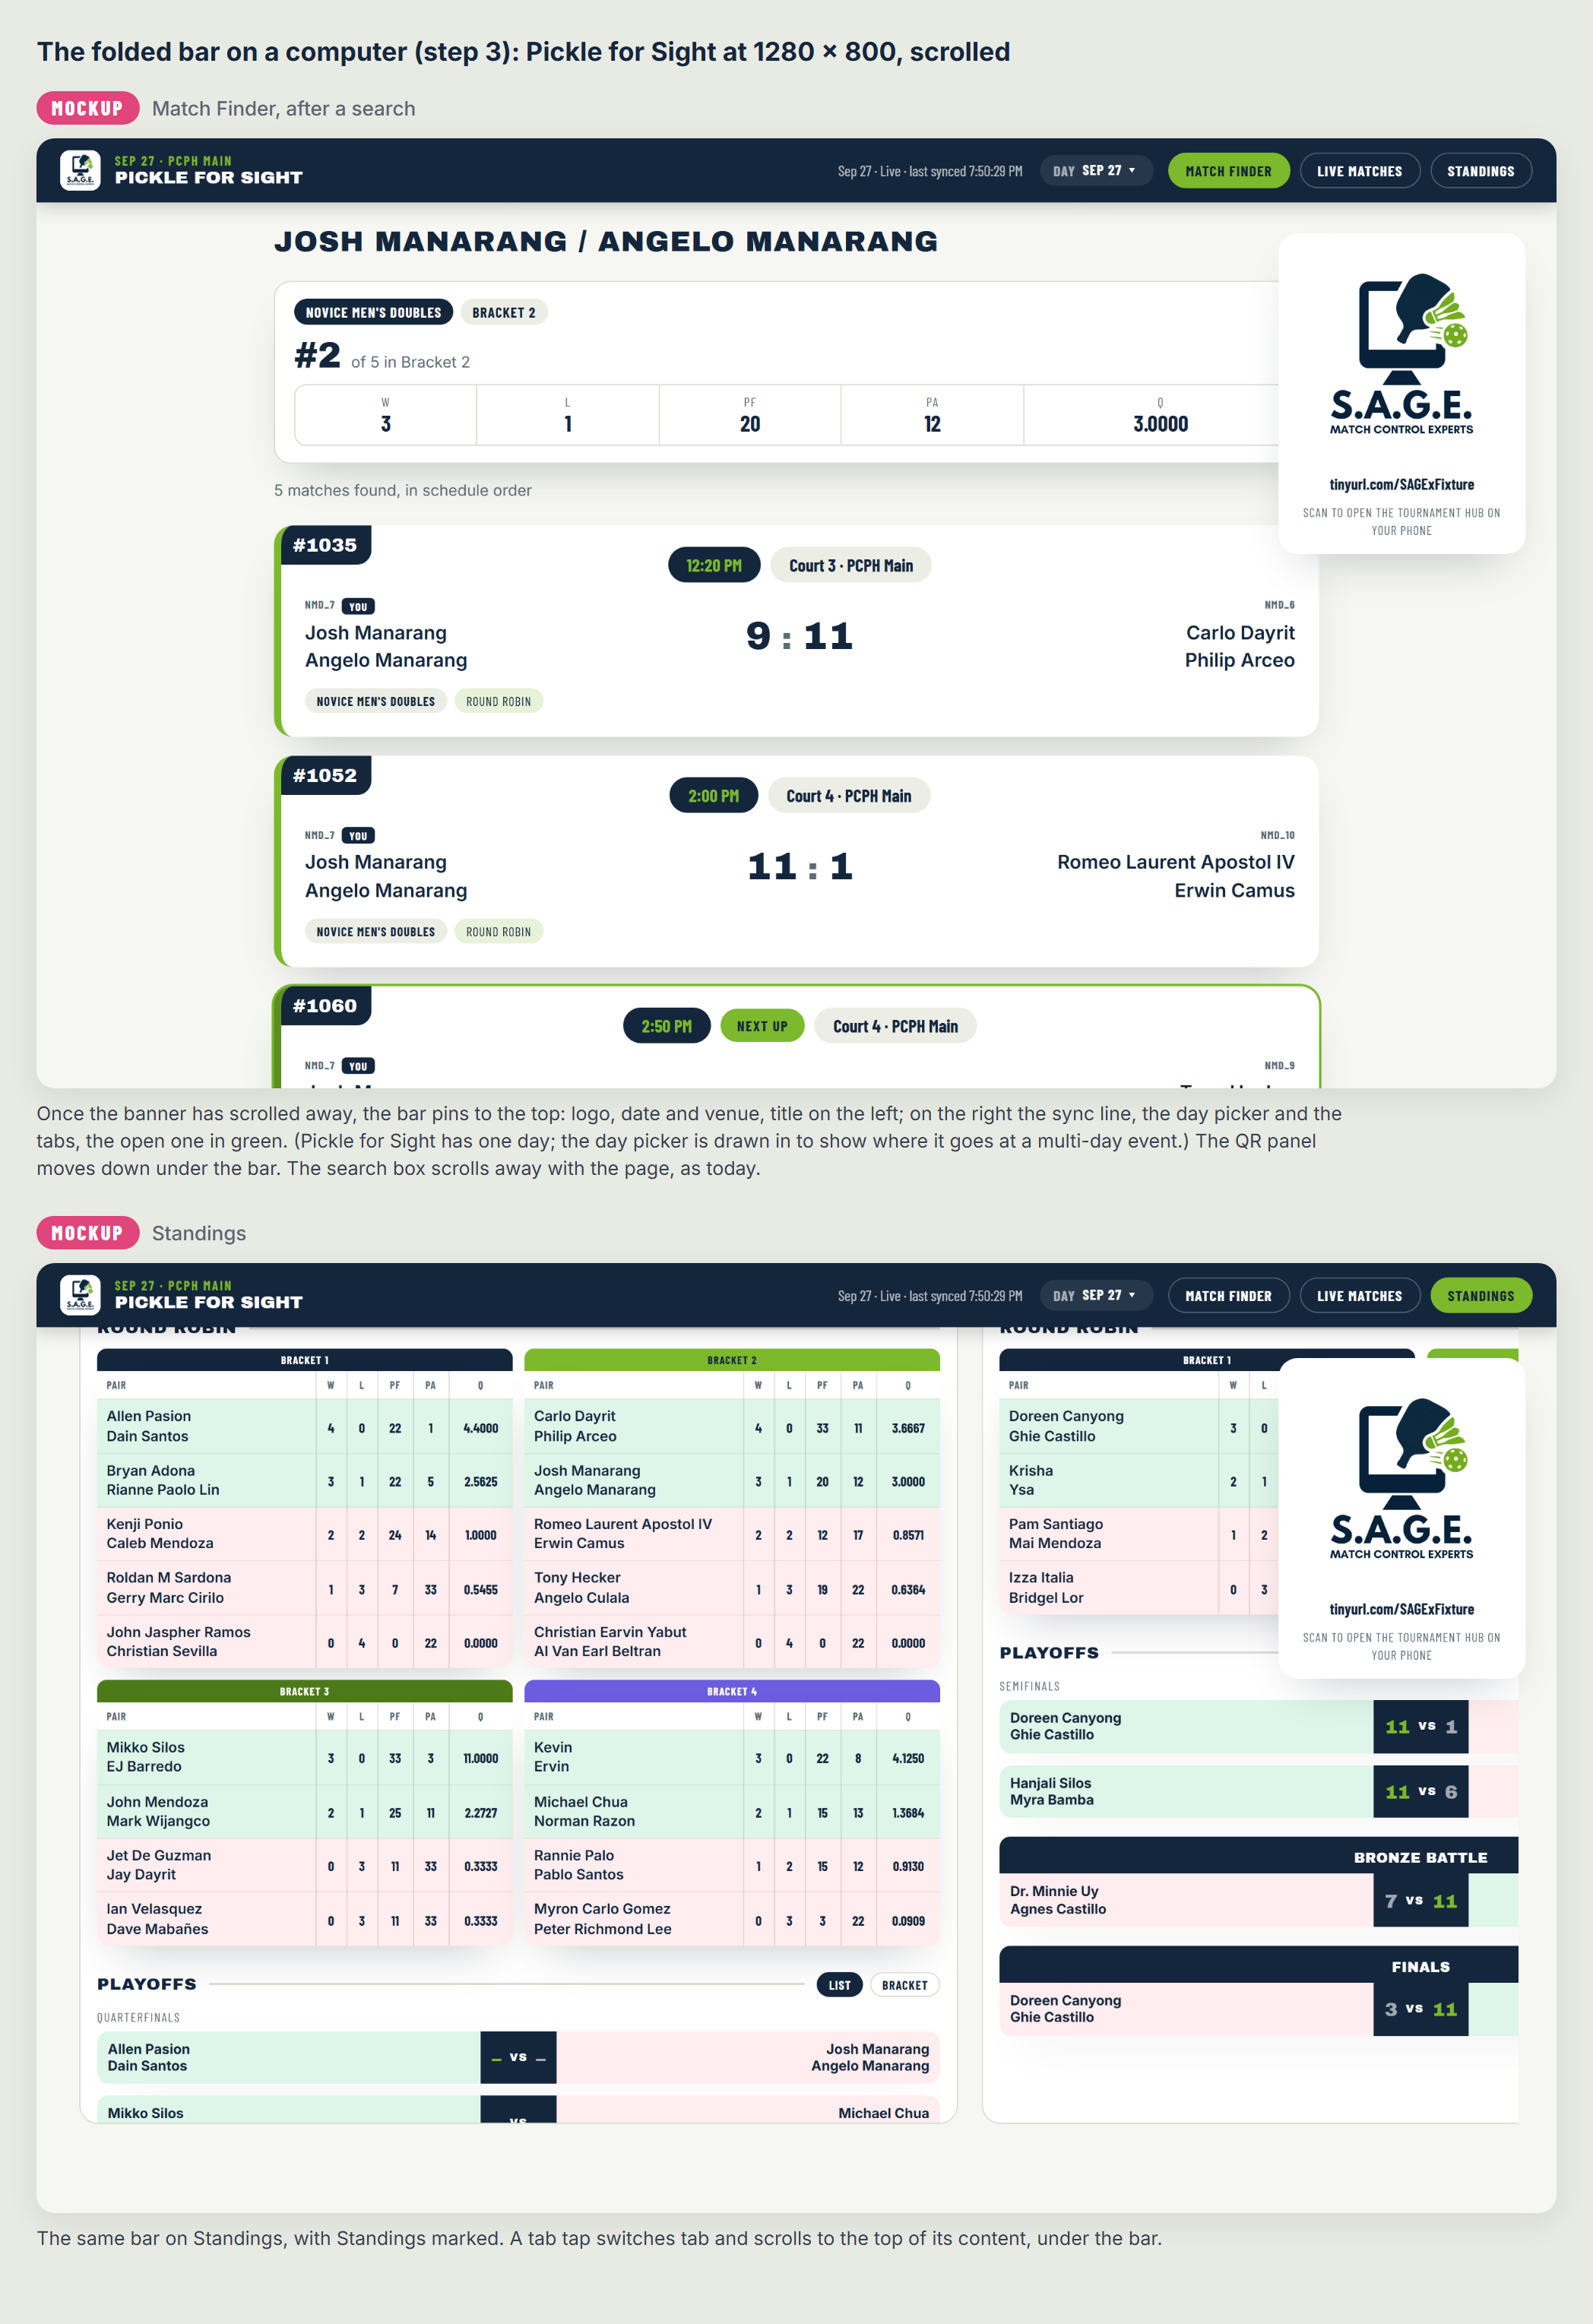 The folded bar on a computer (step 3): Pickle for Sight at 1280 × 800, scrolled
MOCKUP Match Finder, after a search
S.A.G.E.
SEP 27 · PCPH MAIN
PICKLE FOR SIGHT
Sep 27 · Live · last synced 7:50:29 PM
DAY SEP 27
MATCH FINDER
LIVE MATCHES
STANDINGS
JOSH MANARANG / ANGELO MANARANG
NOVICE MEN'S DOUBLES BRACKET 2
#2 of 5 in Bracket 2
W L PF PA Q
3 1 20 12 3.0000
5 matches found, in schedule order
S.A.G.E.
MATCH CONTROL EXPERTS
tinyurl.com/SAGExFixture
SCAN TO OPEN THE TOURNAMENT HUB ON
YOUR PHONE
#1035
12:20 PM Court 3 · PCPH Main
NMD_7 YOU NMD_6
Josh Manarang Carlo Dayrit
9 : 11
Angelo Manarang Philip Arceo
NOVICE MEN'S DOUBLES ROUND ROBIN
#1052
2:00 PM Court 4 · PCPH Main
NMD_7 YOU NMD_10
Josh Manarang Romeo Laurent Apostol IV
11 : 1
Angelo Manarang Erwin Camus
NOVICE MEN'S DOUBLES ROUND ROBIN
#1060
2:50 PM NEXT UP Court 4 · PCPH Main
NMD_7 YOU NMD_9
Once the banner has scrolled away, the bar pins to the top: logo, date and venue, title on the left; on the right the sync line, the day picker and the
tabs, the open one in green. (Pickle for Sight has one day; the day picker is drawn in to show where it goes at a multi-day event.) The QR panel
moves down under the bar. The search box scrolls away with the page, as today.
MOCKUP Standings
S.A.G.E.
SEP 27 · PCPH MAIN
PICKLE FOR SIGHT
Sep 27 · Live · last synced 7:50:29 PM
DAY SEP 27
MATCH FINDER
LIVE MATCHES
STANDINGS
ROUND ROBIN
BRACKET 1
PAIR W L PF PA Q
Allen Pasion
Dain Santos
4 0 22 1 4.4000
Bryan Adona
Rianne Paolo Lin
3 1 22 5 2.5625
Kenji Ponio
Caleb Mendoza
2 2 24 14 1.0000
Roldan M Sardona
Gerry Marc Cirilo
1 3 7 33 0.5455
John Jaspher Ramos
Christian Sevilla
0 4 0 22 0.0000
BRACKET 2
PAIR W L PF PA Q
Carlo Dayrit
Philip Arceo
4 0 33 11 3.6667
Josh Manarang
Angelo Manarang
3 1 20 12 3.0000
Romeo Laurent Apostol IV
Erwin Camus
2 2 12 17 0.8571
Tony Hecker
Angelo Culala
1 3 19 22 0.6364
Christian Earvin Yabut
Al Van Earl Beltran
0 4 0 22 0.0000
BRACKET 3
PAIR W L PF PA Q
Mikko Silos
EJ Barredo
3 0 33 3 11.0000
John Mendoza
Mark Wijangco
2 1 25 11 2.2727
Jet De Guzman
Jay Dayrit
0 3 11 33 0.3333
Ian Velasquez
Dave Mabañes
0 3 11 33 0.3333
BRACKET 4
PAIR W L PF PA Q
Kevin
Ervin
3 0 22 8 4.1250
Michael Chua
Norman Razon
2 1 15 13 1.3684
Rannie Palo
Pablo Santos
1 2 15 12 0.9130
Myron Carlo Gomez
Peter Richmond Lee
0 3 3 22 0.0909
PLAYOFFS LIST BRACKET
QUARTERFINALS
Allen Pasion
Dain Santos
– VS –
Josh Manarang
Angelo Manarang
Mikko Silos
VS
Michael Chua
ROUND ROBIN
BRACKET 1
PAIR W L
Doreen Canyong
Ghie Castillo
3 0
Krisha
Ysa
2 1
Pam Santiago
Mai Mendoza
1 2
Izza Italia
Bridgel Lor
0 3
S.A.G.E.
MATCH CONTROL EXPERTS
tinyurl.com/SAGExFixture
SCAN TO OPEN THE TOURNAMENT HUB ON
YOUR PHONE
PLAYOFFS
SEMIFINALS
Doreen Canyong
Ghie Castillo
11 VS 1
Hanjali Silos
Myra Bamba
11 VS 6
BRONZE BATTLE
Dr. Minnie Uy
Agnes Castillo
7 VS 11
FINALS
Doreen Canyong
Ghie Castillo
3 VS 11
The same bar on Standings, with Standings marked. A tab tap switches tab and scrolls to the top of its content, under the bar.